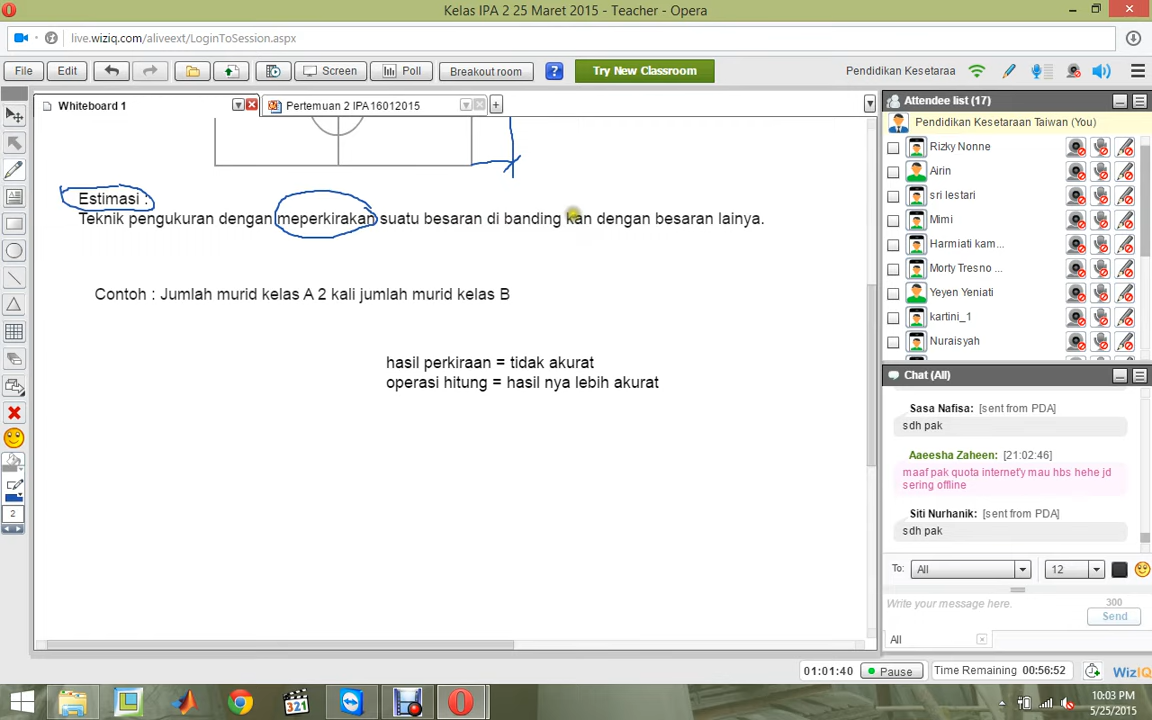 Kelas IPA 2 25 Maret 2015 - Teacher - Opera
live.wiziq.com/aliveext/LoginToSession.aspx
File Edit Screen Poll Breakout room ? Try New Classroom Pendidikan Kesetaraa
Whiteboard 1 Pertemuan 2 IPA16012015
Estimasi :
Teknik pengukuran dengan meperkirakan suatu besaran di banding kan dengan besaran lainya.
Contoh : Jumlah murid kelas A 2 kali jumlah murid kelas B
hasil perkiraan = tidak akurat
operasi hitung = hasil nya lebih akurat
2
Attendee list (17)
Pendidikan Kesetaraan Taiwan (You)
Rizky Nonne
Airin
sri lestari
Mimi
Harmiati kam...
Morty Tresno ...
Yeyen Yeniati
kartini_1
Nuraisyah
Chat (All)
Sasa Nafisa: [sent from PDA]
sdh pak
Aaeesha Zaheen: [21:02:46]
maaf pak quota internet'y mau hbs hehe jd
sering offline
Siti Nurhanik: [sent from PDA]
sdh pak
To: All 12
Write your message here. 300
Send
All
01:01:40 Pause Time Remaining 00:56:52 WizIQ
321
10:03 PM
5/25/2015